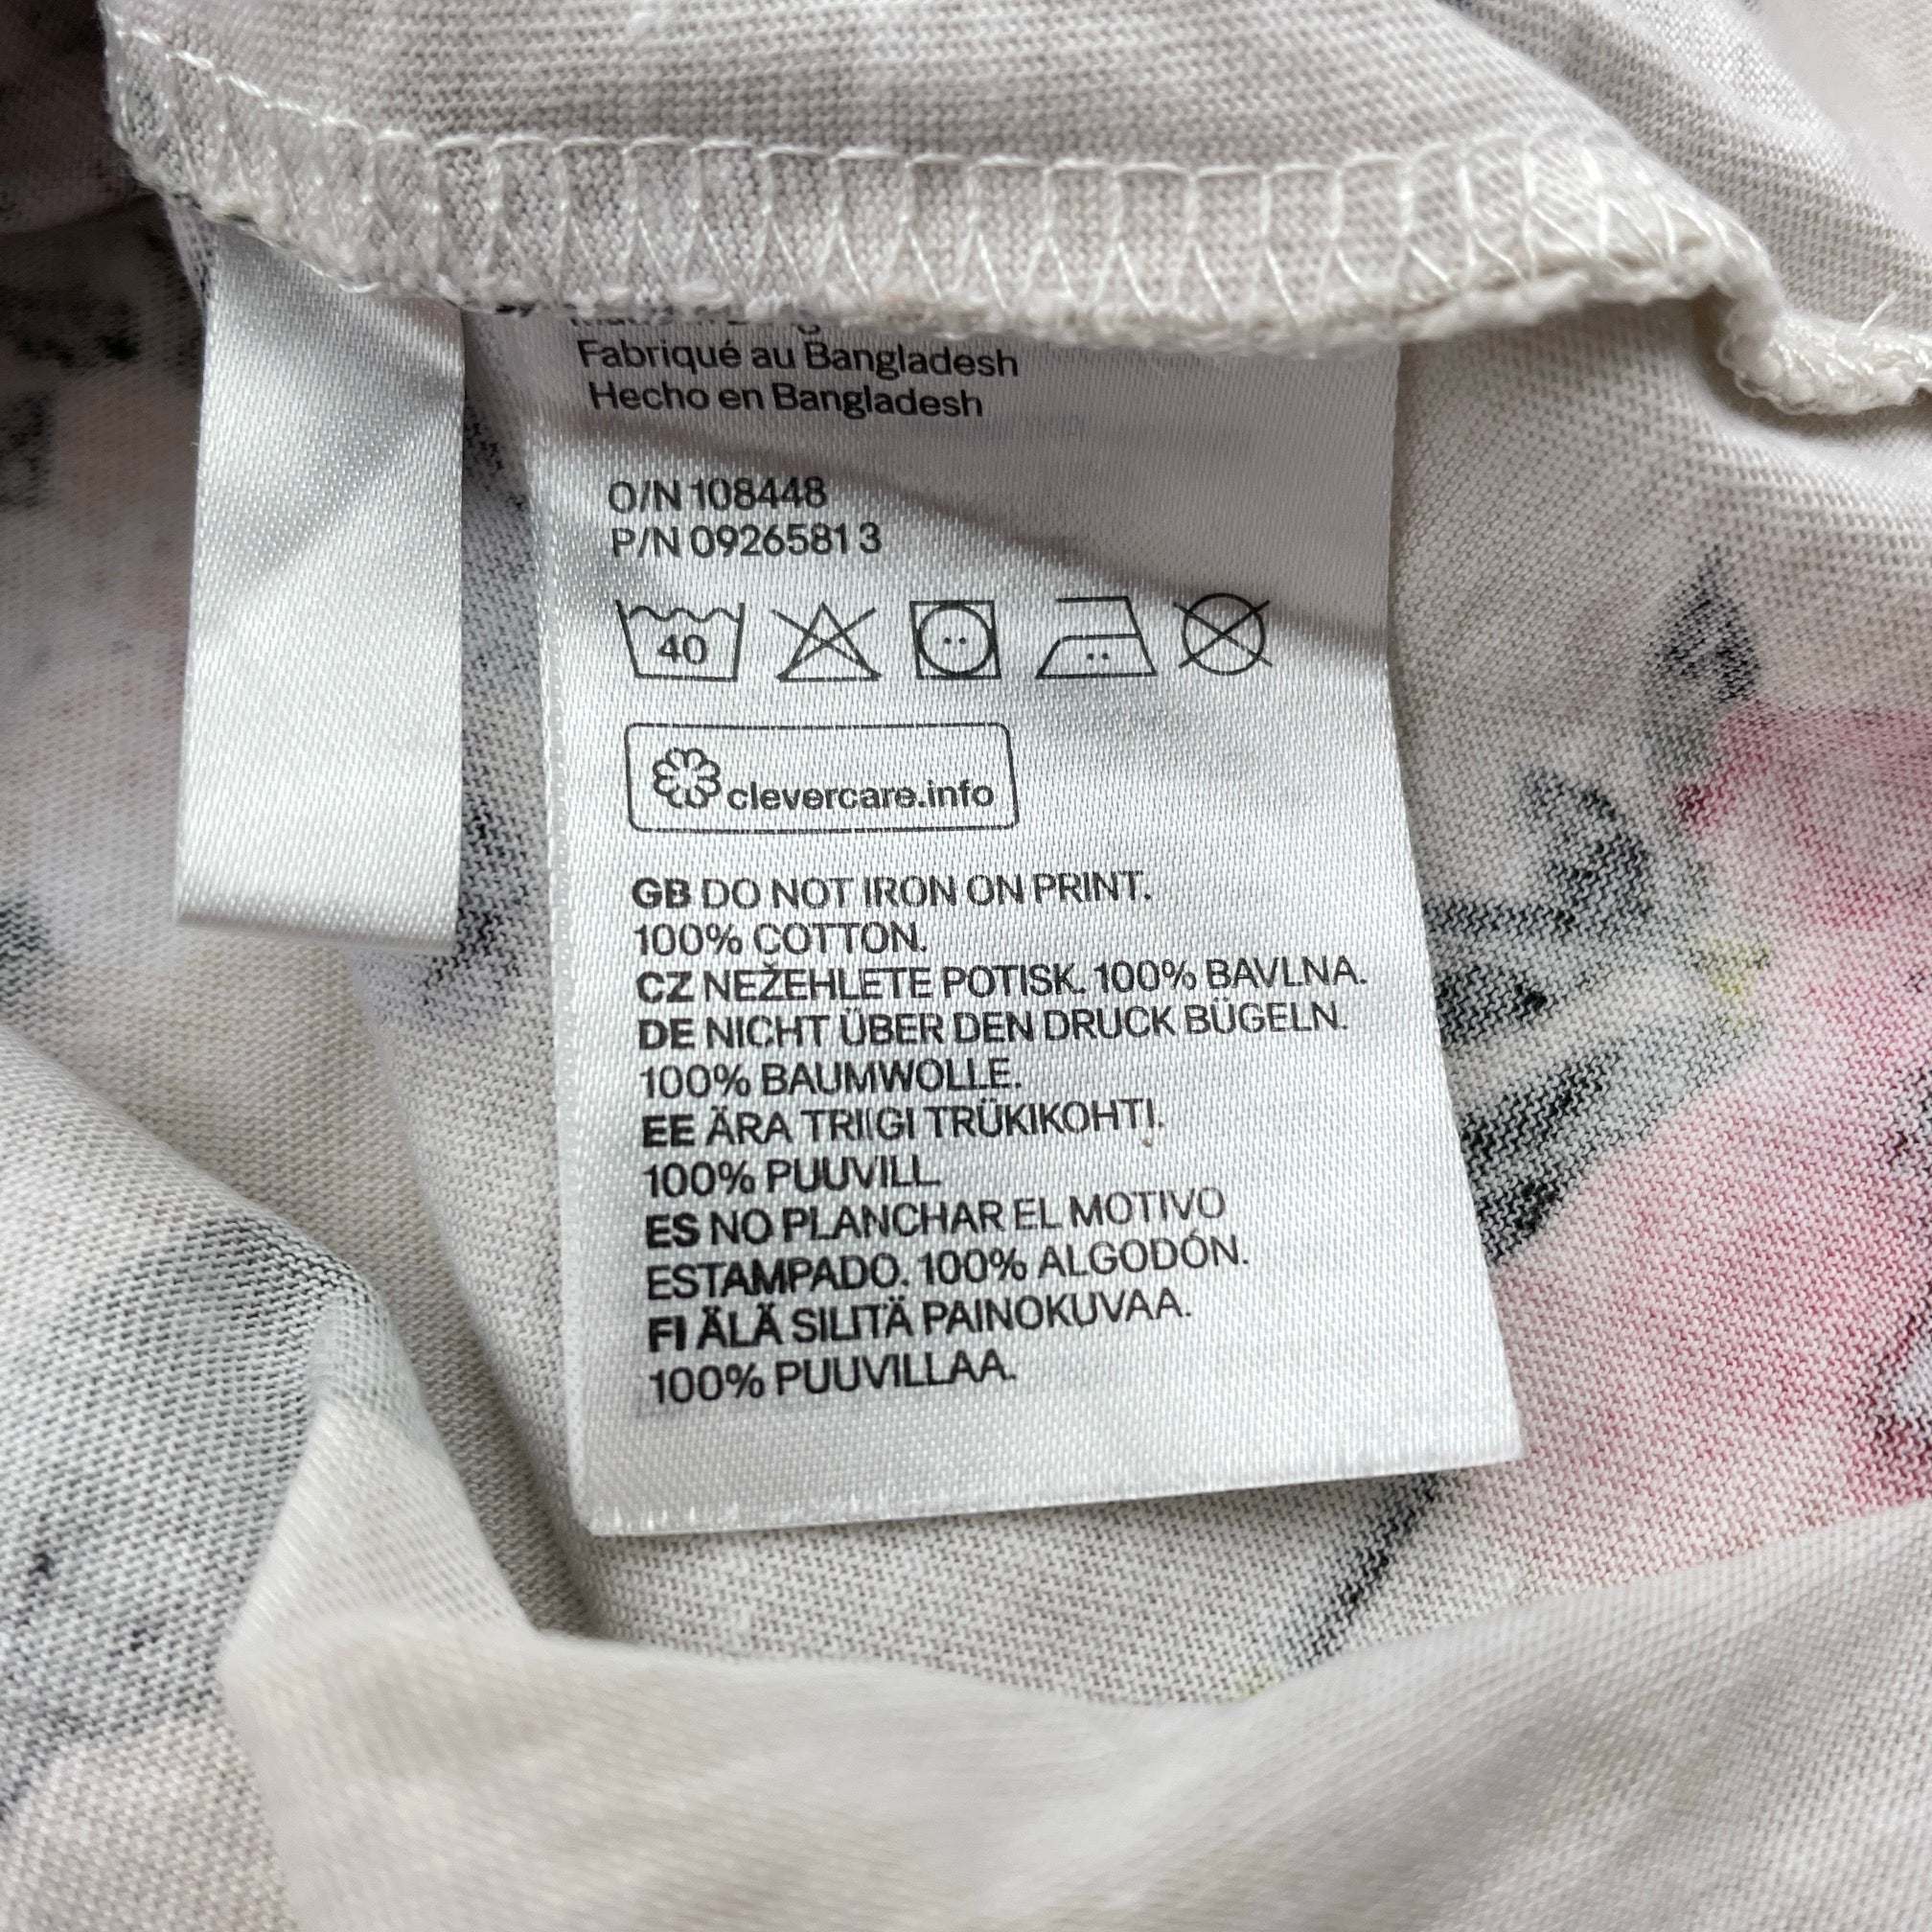 Fabriqué au Bangladesh
Hecho en Bangladesh
O/N 108448
P/N 0926581 3
40
clevercare.info
GB DO NOT IRON ON PRINT.
100% COTTON.
CZ NEŽEHLETE POTISK. 100% BAVLNA.
DE NICHT ÜBER DEN DRUCK BÜGELN.
100% BAUMWOLLE.
EE ÄRA TRIIGI TRÜKIKOHTI.
100% PUUVILL.
ES NO PLANCHAR EL MOTIVO
ESTAMPADO. 100% ALGODÓN.
FI ÄLÄ SILITÄ PAINOKUVAA.
100% PUUVILLAA.